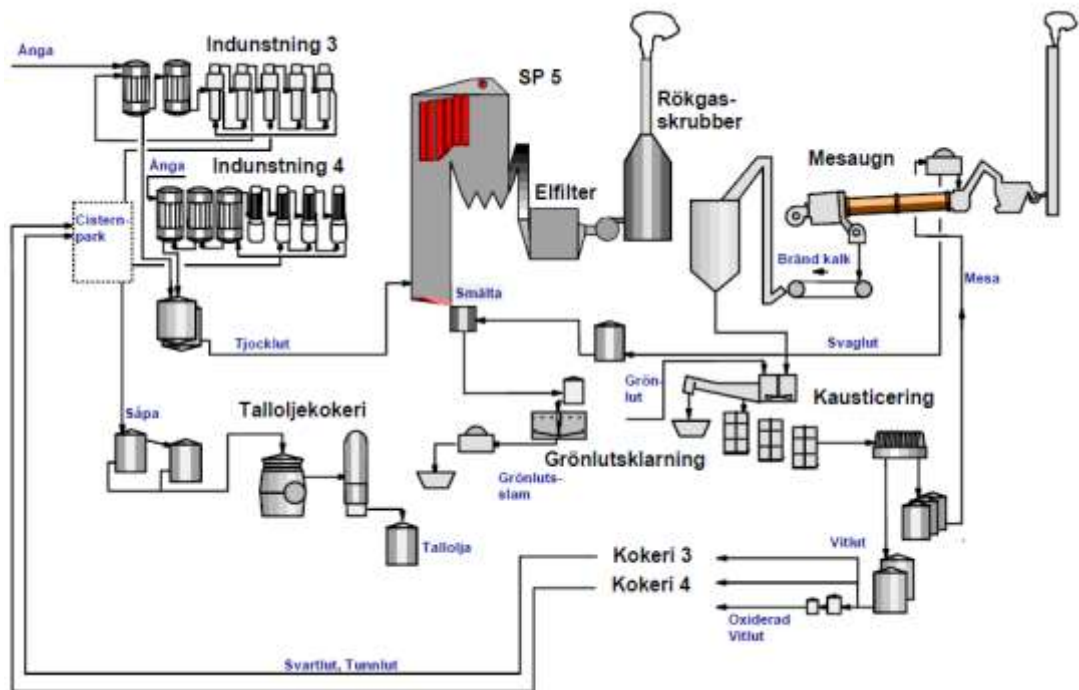 Indunstning 3
Ånga
SP 5
Rökgas-
skrubber
Mesaugn
Indunstning 4
Ånga
Elfilter
Cistern-
park
Bränd kalk
Mesa
Smälta
Tjocklut
Svaglut
Grön-
lut
Kausticering
Såpa
Talloljekokeri
Grönlutsklarning
Grönluts-
slam
Tallolja
Vitlut
Kokeri 3
Kokeri 4
Oxiderad
Vitlut
Svartlut, Tunnlut